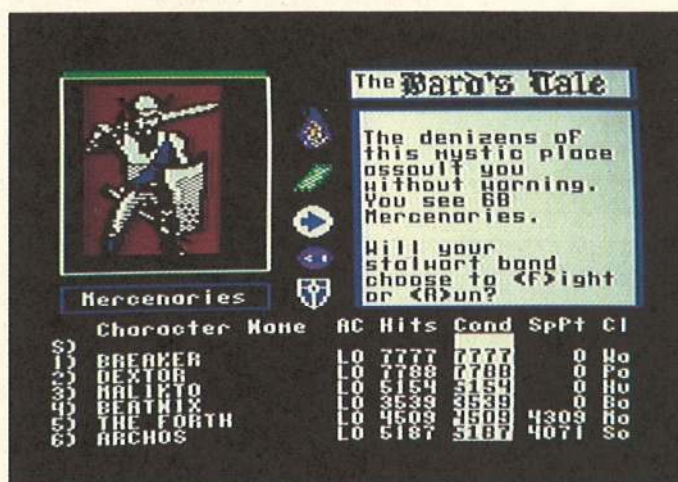 The Bard's Tale
The denizens of
this mystic place
assault you
without warning.
You see 68
Mercenaries.
Will your
stalwart band
choose to <F>ight
or <R>un?
Mercenaries
Character Name AC Hits Cond SpPt Cl
S)
1) BREAKER LO 7777 7777 0 Wa
2) DEXTOR LO 7788 7788 0 Pa
3) MALIKTO LO 5154 5154 0 Hu
4) BEATNIX LO 3539 3539 0 Ba
5) THE FORTH LO 4509 4509 4309 Ma
6) ARCHOS LO 5187 5187 4071 So